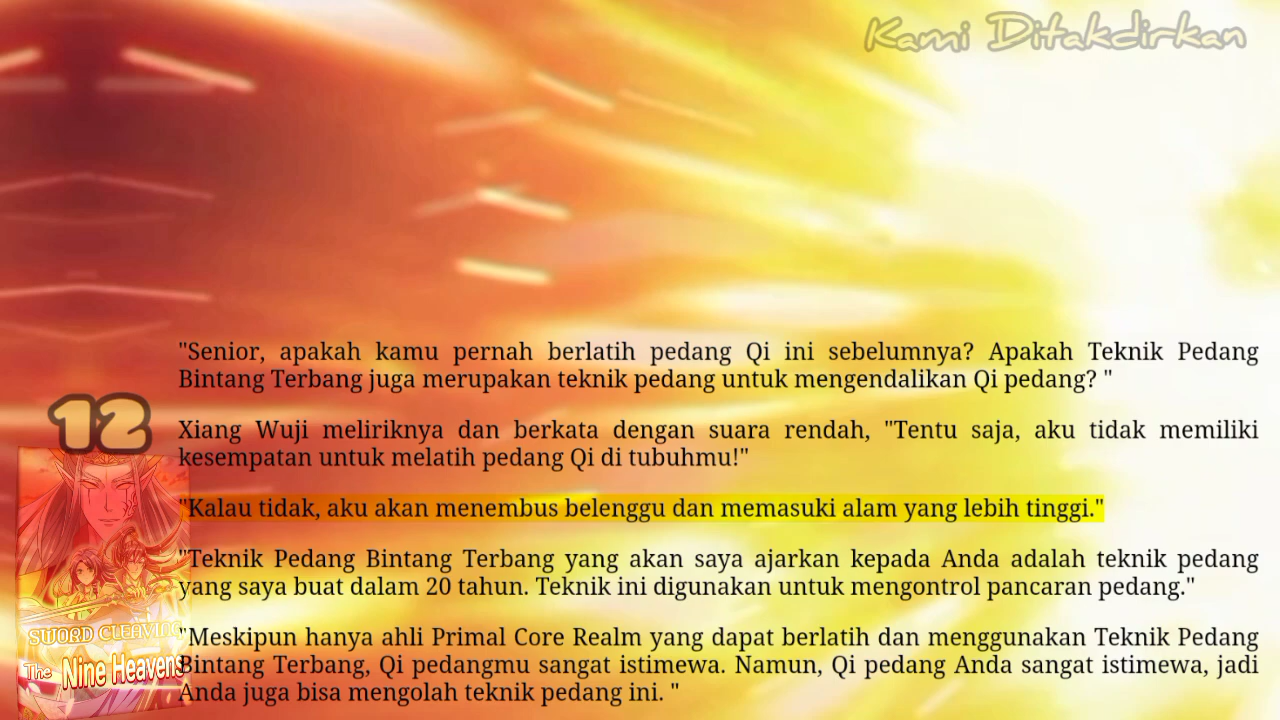 Kami Ditakdirkan
"Senior, apakah kamu pernah berlatih pedang Qi ini sebelumnya? Apakah Teknik Pedang
Bintang Terbang juga merupakan teknik pedang untuk mengendalikan Qi pedang? "
Xiang Wuji meliriknya dan berkata dengan suara rendah, "Tentu saja, aku tidak memiliki
kesempatan untuk melatih pedang Qi di tubuhmu!"
"Kalau tidak, aku akan menembus belenggu dan memasuki alam yang lebih tinggi."
"Teknik Pedang Bintang Terbang yang akan saya ajarkan kepada Anda adalah teknik pedang
yang saya buat dalam 20 tahun. Teknik ini digunakan untuk mengontrol pancaran pedang."
"Meskipun hanya ahli Primal Core Realm yang dapat berlatih dan menggunakan Teknik Pedang
Bintang Terbang, Qi pedangmu sangat istimewa. Namun, Qi pedang Anda sangat istimewa, jadi
Anda juga bisa mengolah teknik pedang ini. "
12
SWORD CLEAVING
The Nine Heavens